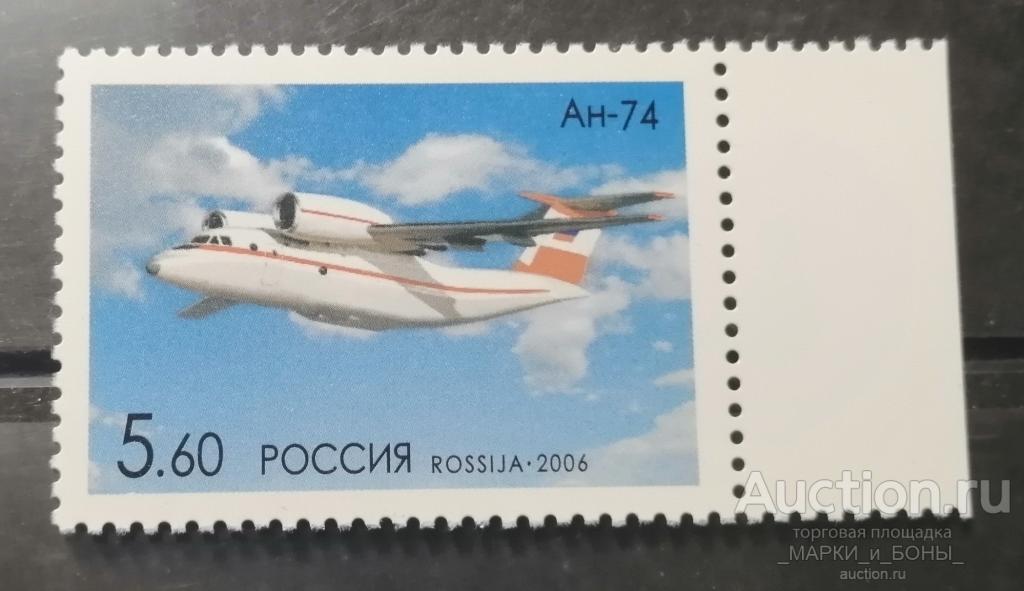 Ан-74
5.60 РОССИЯ ROSSIJA·2006
Auction.ru
торговая площадка
_МАРКИ_и_БОНЫ_
auction.ru